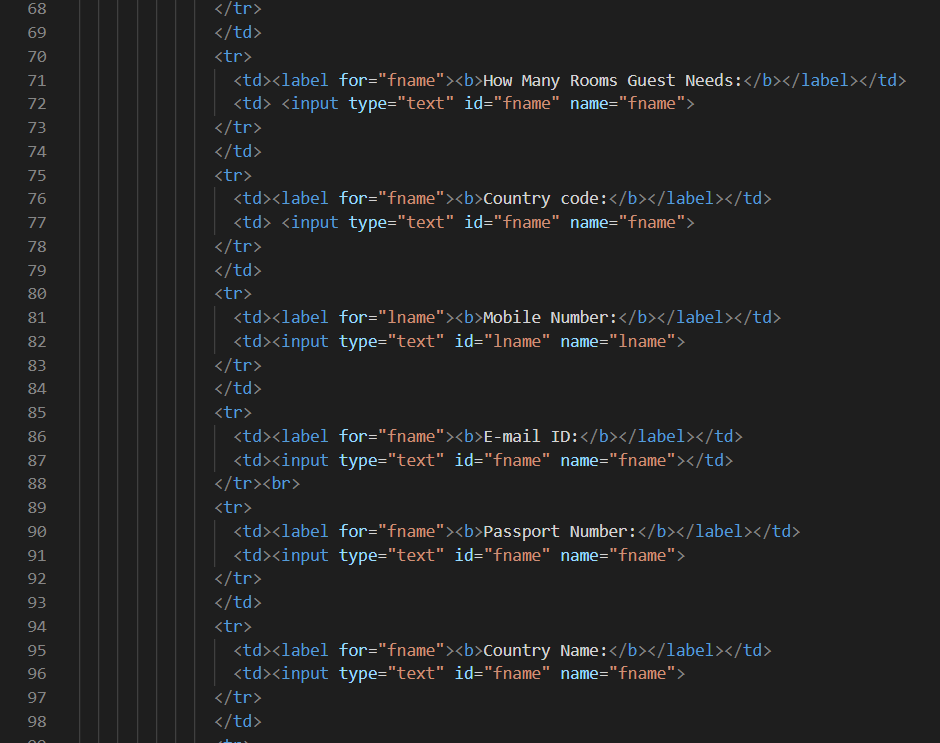 68 </tr>
69 </td>
70 <tr>
71 <td><label for="fname"><b>How Many Rooms Guest Needs:</b></label></td>
72 <td> <input type="text" id="fname" name="fname">
73 </tr>
74 </td>
75 <tr>
76 <td><label for="fname"><b>Country code:</b></label></td>
77 <td> <input type="text" id="fname" name="fname">
78 </tr>
79 </td>
80 <tr>
81 <td><label for="lname"><b>Mobile Number:</b></label></td>
82 <td><input type="text" id="lname" name="lname">
83 </tr>
84 </td>
85 <tr>
86 <td><label for="fname"><b>E-mail ID:</b></label></td>
87 <td><input type="text" id="fname" name="fname"></td>
88 </tr><br>
89 <tr>
90 <td><label for="fname"><b>Passport Number:</b></label></td>
91 <td><input type="text" id="fname" name="fname">
92 </tr>
93 </td>
94 <tr>
95 <td><label for="fname"><b>Country Name:</b></label></td>
96 <td><input type="text" id="fname" name="fname">
97 </tr>
98 </td>
99 <tr>